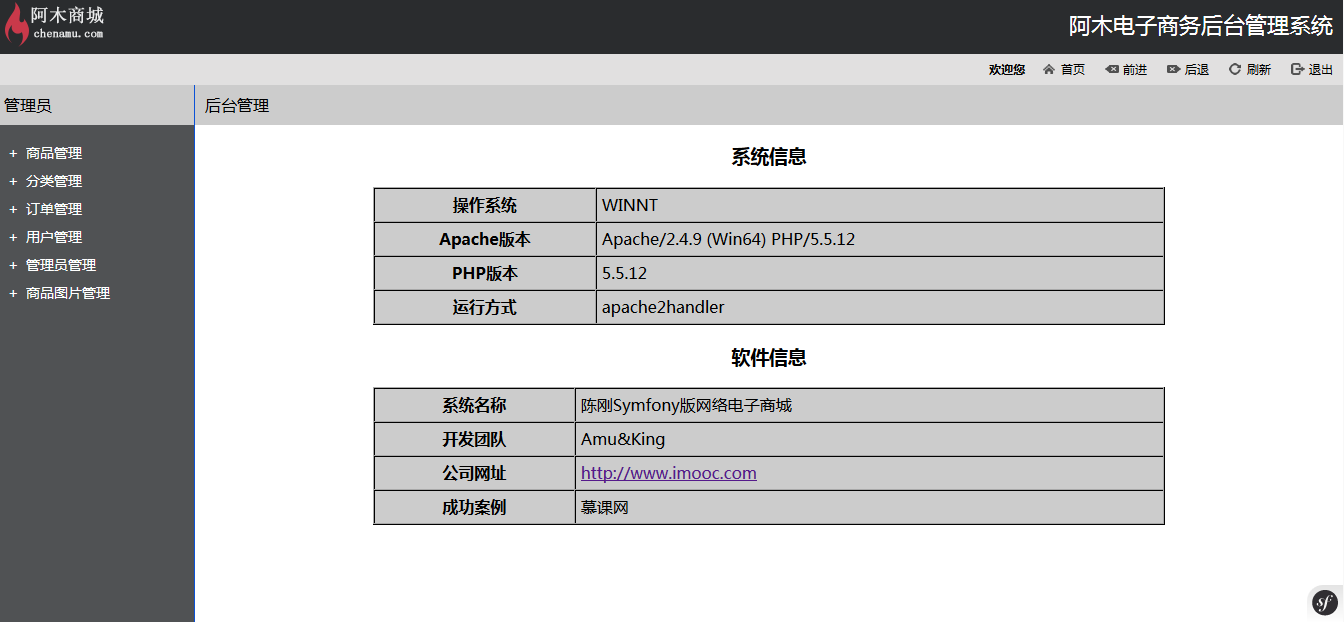 阿木商城
chenamu.com
阿木电子商务后台管理系统
欢迎您 首页 前进 后退 刷新 退出
管理员
后台管理
+ 商品管理
+ 分类管理
+ 订单管理
+ 用户管理
+ 管理员管理
+ 商品图片管理
系统信息
操作系统 WINNT
Apache版本 Apache/2.4.9 (Win64) PHP/5.5.12
PHP版本 5.5.12
运行方式 apache2handler
软件信息
系统名称 陈刚Symfony版网络电子商城
开发团队 Amu&King
公司网址 http://www.imooc.com
成功案例 慕课网
sf